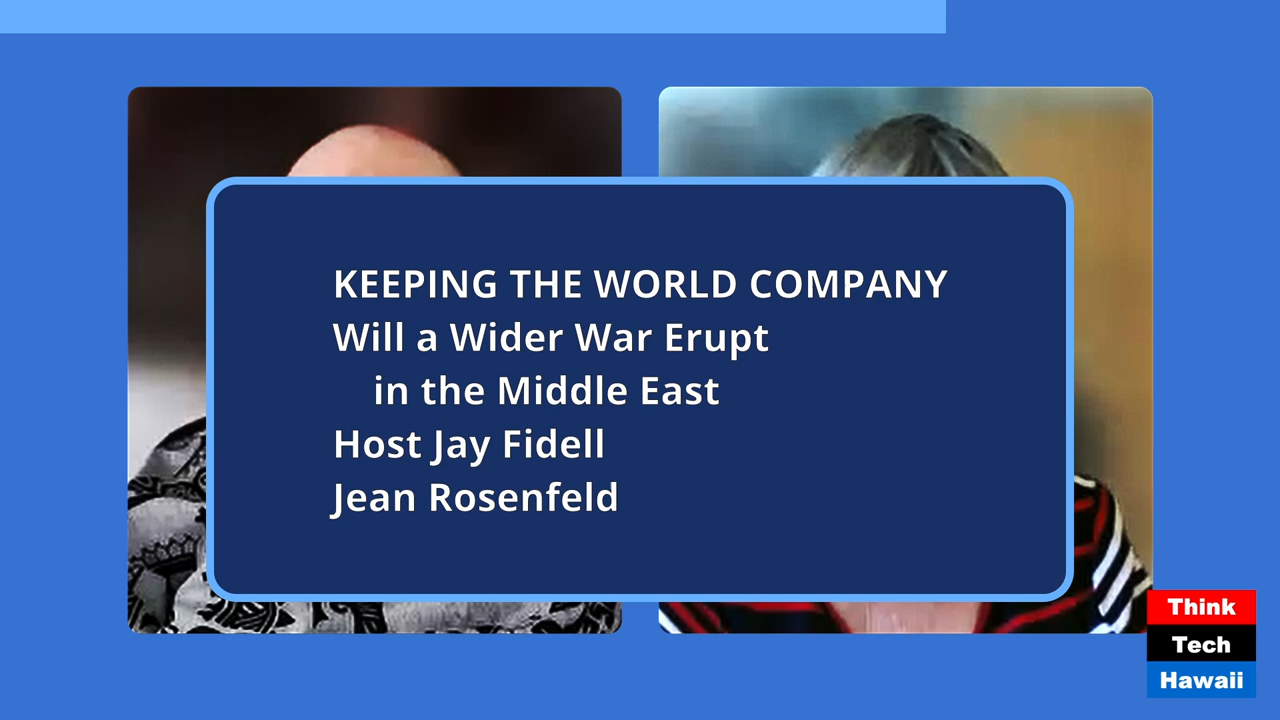 KEEPING THE WORLD COMPANY
Will a Wider War Erupt
in the Middle East
Host Jay Fidell
Jean Rosenfeld
Think
Tech
Hawaii